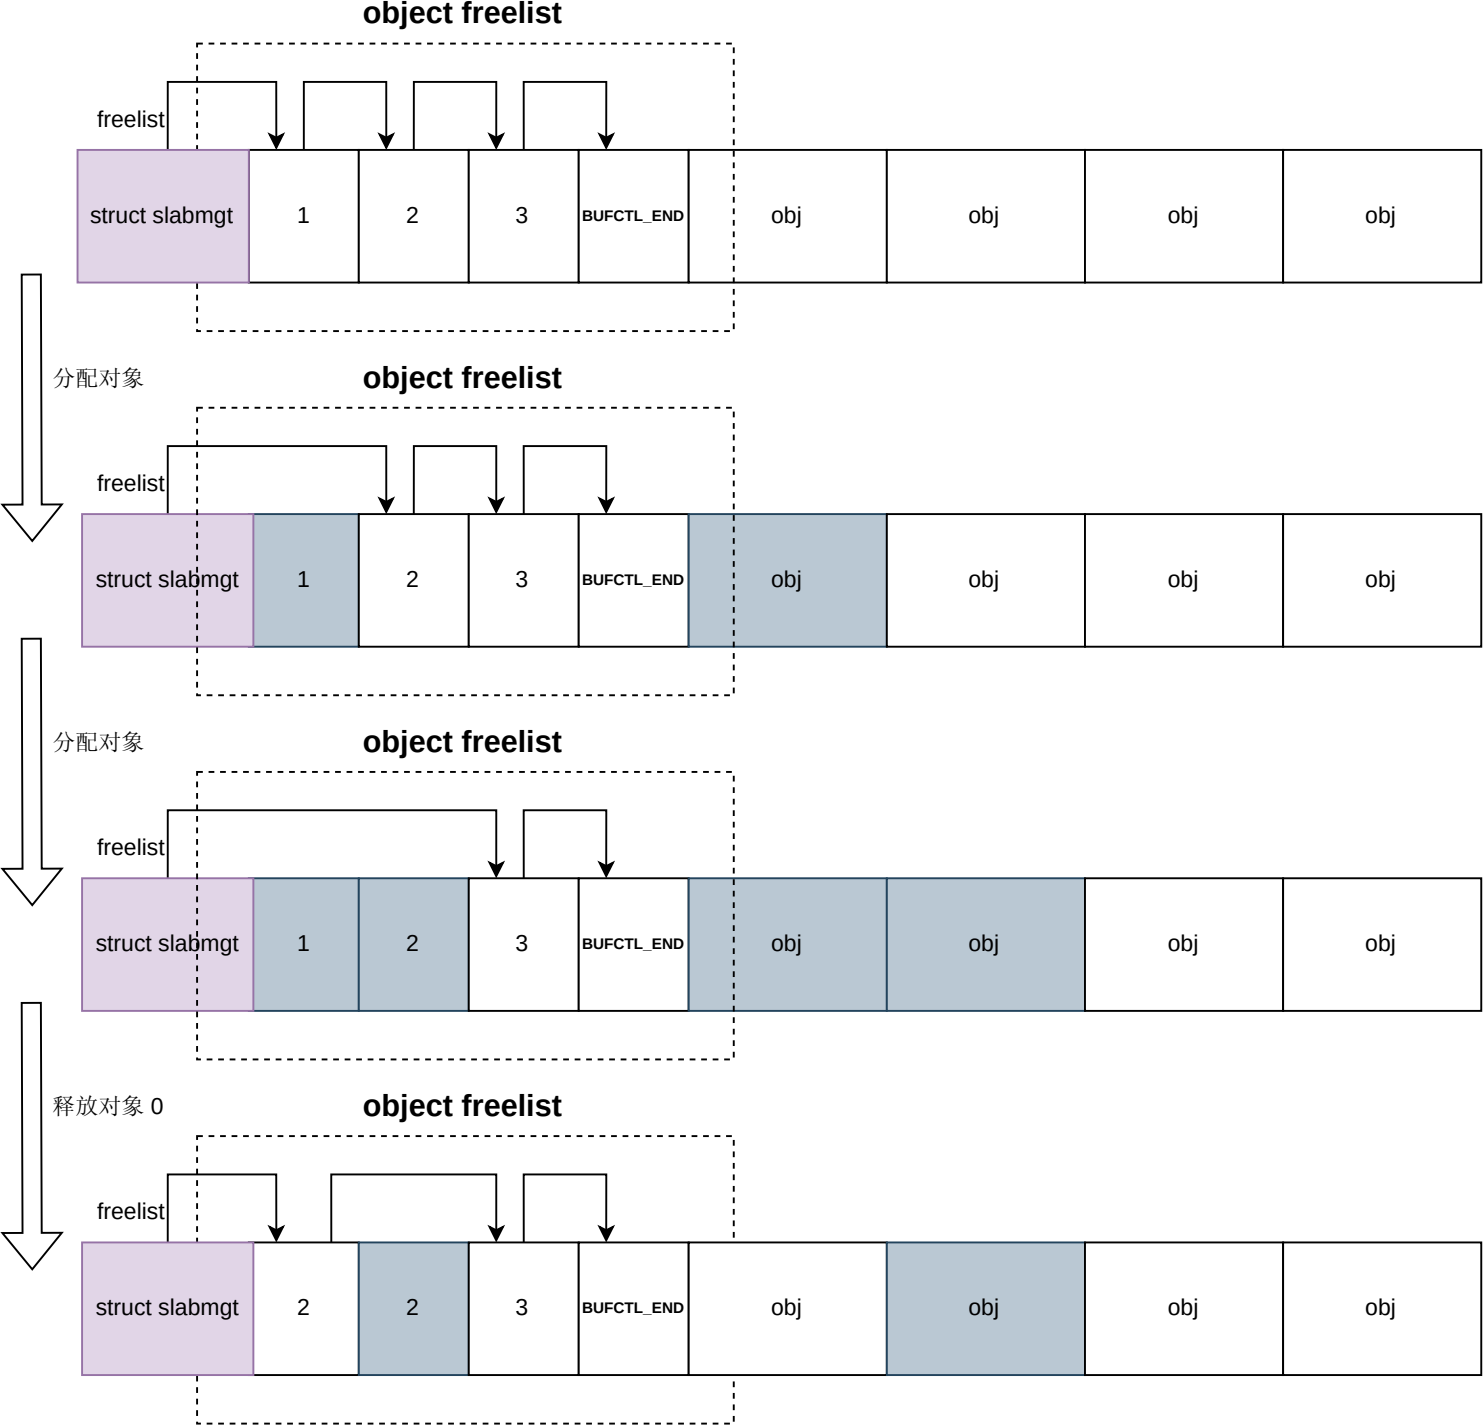 object freelist
freelist
struct slabmgt 1 2 3 BUFCTL_END obj obj obj obj
分配对象
object freelist
freelist
struct slabmgt 1 2 3 BUFCTL_END obj obj obj obj
分配对象
object freelist
freelist
struct slabmgt 1 2 3 BUFCTL_END obj obj obj obj
释放对象 0
object freelist
freelist
struct slabmgt 2 2 3 BUFCTL_END obj obj obj obj